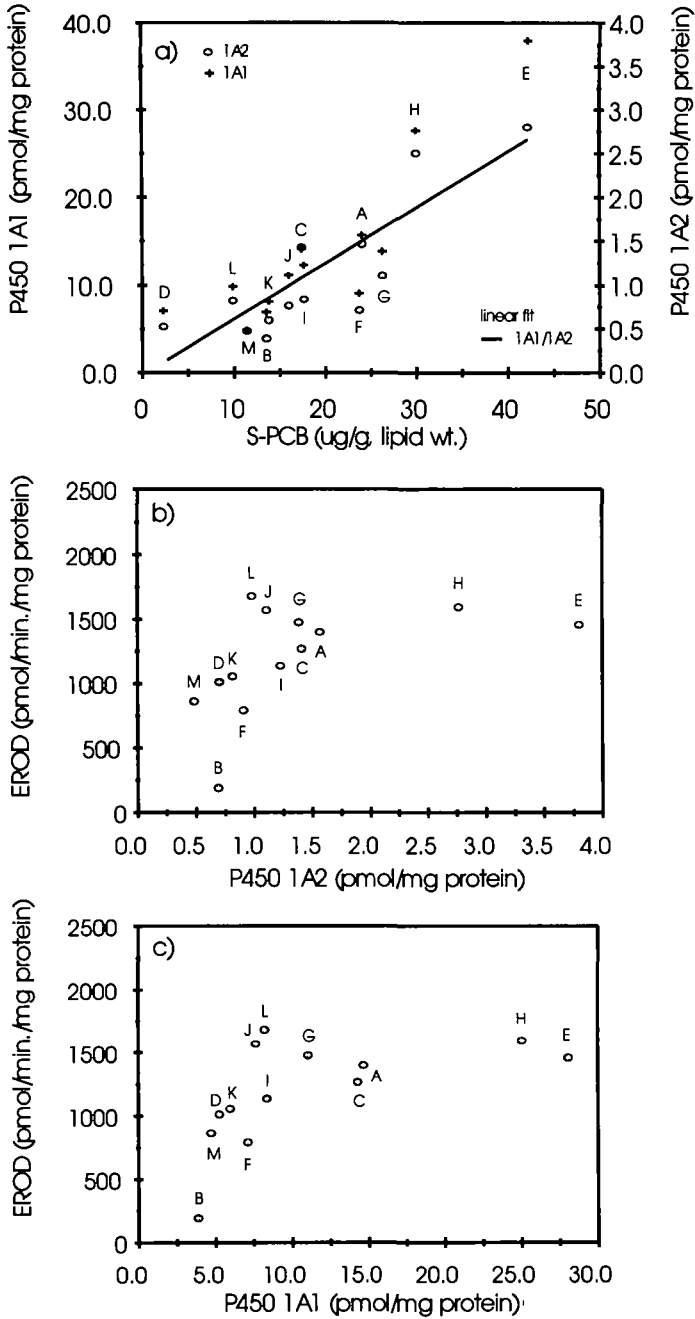 a)
1A2
1A1
40.0
30.0
20.0
10.0
0.0
4.0
3.5
3.0
2.5
2.0
1.5
1.0
0.5
0.0
P450 1A1 (pmol/mg protein)
P450 1A2 (pmol/mg protein)
E
H
A
C
J
L
K
D
I
G
F
M
B
linear fit
1A1/1A2
0 10 20 30 40 50
S-PCB (ug/g, lipid wt.)
b)
2500
2000
1500
1000
500
0
EROD (pmol/min./mg protein)
L
J
G
H
E
A
C
I
D
K
M
F
B
0.0 0.5 1.0 1.5 2.0 2.5 3.0 3.5 4.0
P450 1A2 (pmol/mg protein)
c)
2500
2000
1500
1000
500
0
EROD (pmol/min./mg protein)
L
J
G
H
E
A
C
I
K
D
M
F
B
0.0 5.0 10.0 15.0 20.0 25.0 30.0
P450 1A1 (pmol/mg protein)